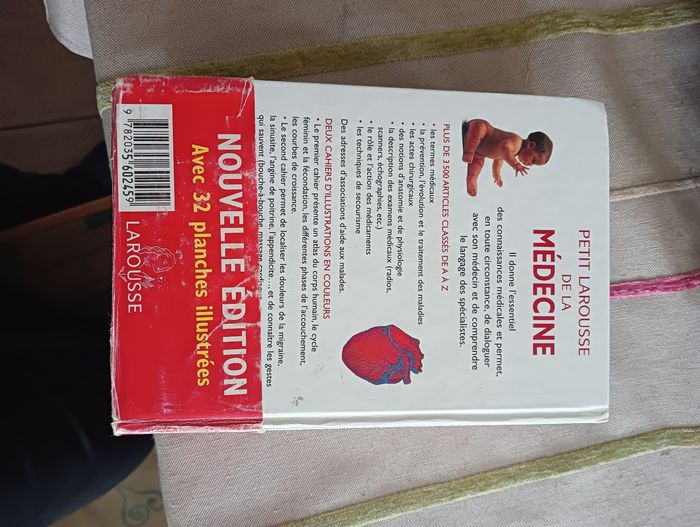 PETIT LAROUSSE
DE LA
MÉDECINE
Il donne l'essentiel
des connaissances médicales et permet,
en toute circonstance, de dialoguer
avec son médecin et de comprendre
le langage des spécialistes.
PLUS DE 3 500 ARTICLES CLASSÉS DE A À Z
• les termes médicaux
la prévention, l'évolution et le traitement des maladies
• les actes chirurgicaux
des notions d'anatomie et de physiologie
• la description des examens médicaux (radios,
scanners, échographies, etc.)
• le rôle et l'action des médicaments
• les techniques de secourisme
Des adresses d'associations d'aide aux malades.
DEUX CAHIERS D'ILLUSTRATIONS EN COULEURS
• Le premier cahier présente un atlas du corps humain, le cycle
féminin et la fécondation, les différentes phases de l'accouchement,
les courbes de croissance.
• Le second cahier permet de localiser les douleurs de la migraine,
la sinusite, l'angine de poitrine, l'appendicite..., et de connaître les gestes
qui sauvent (bouche-à-bouche, massage
NOUVELLE ÉDITION
Avec 32 planches illustrées
LAROUSSE
9 782035 602459